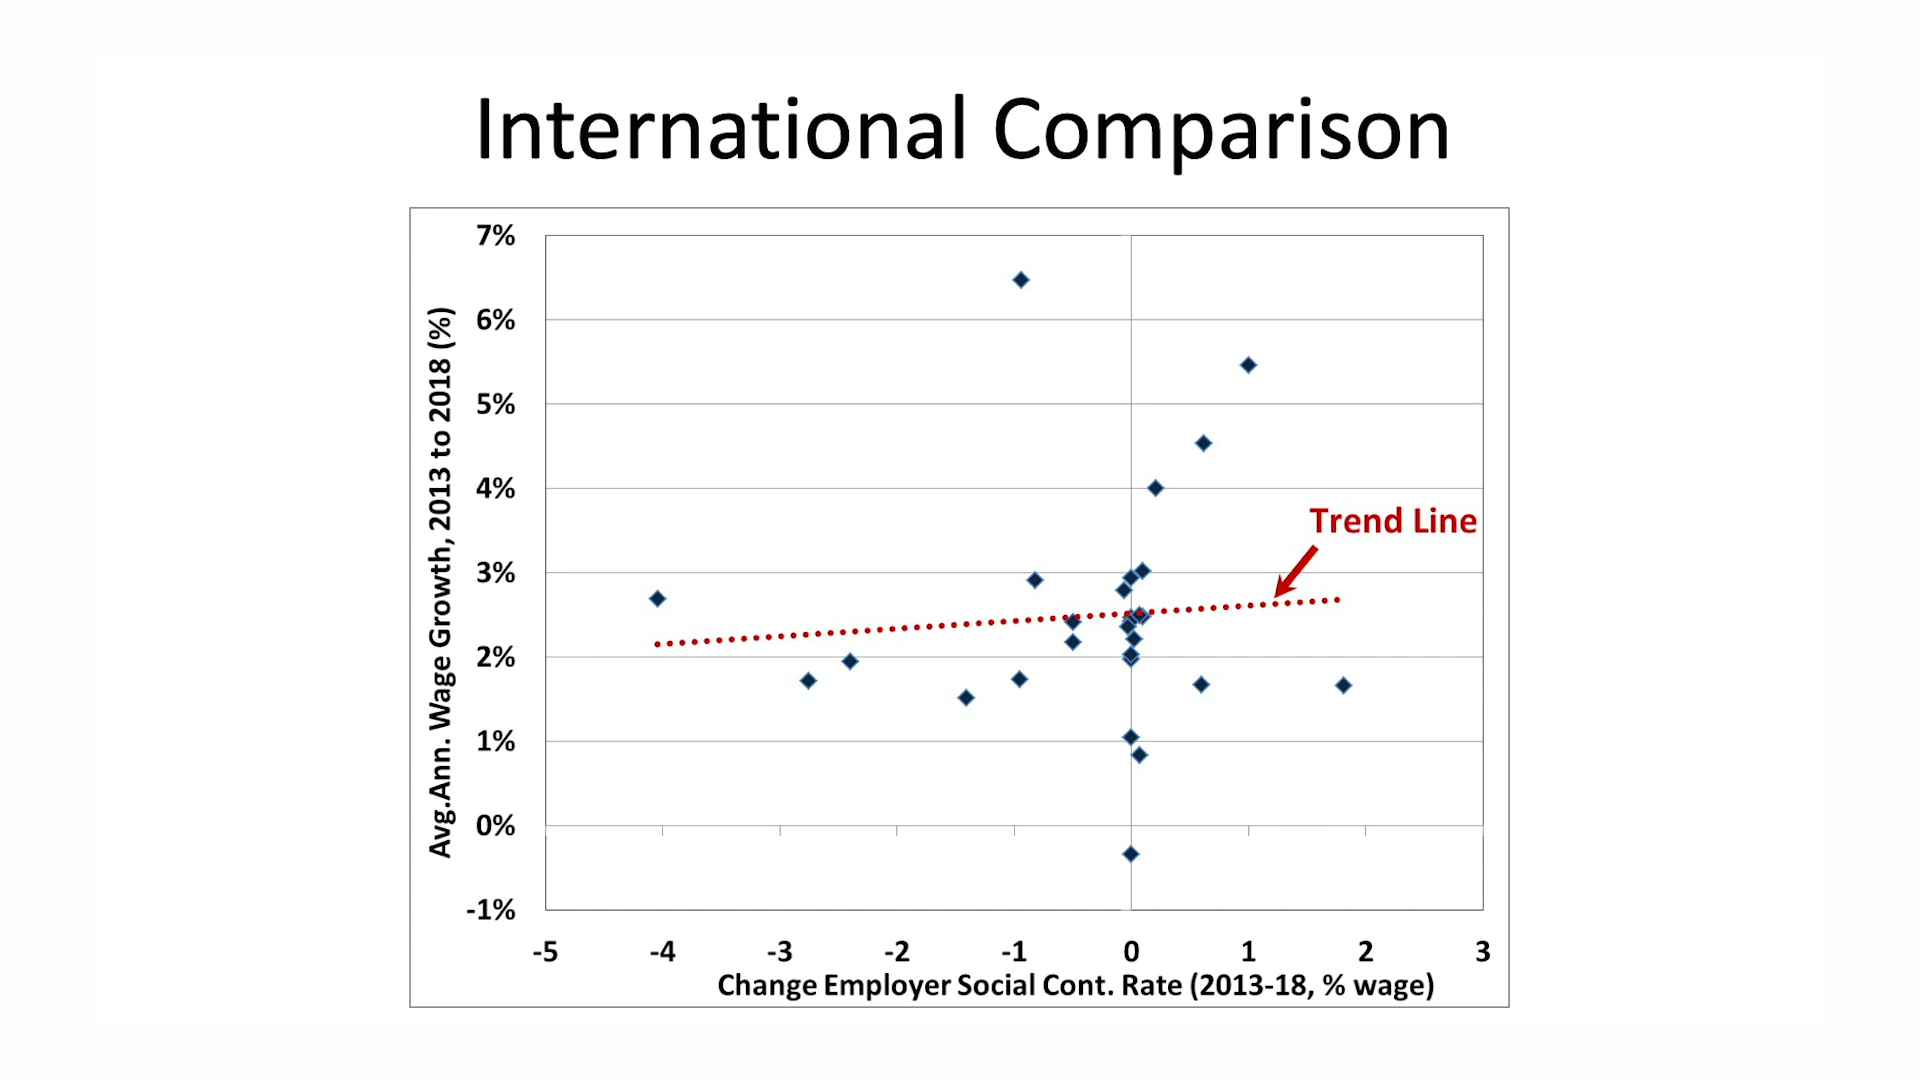 International Comparison
7%
6%
5%
4%
3%
2%
1%
0%
-1%
Avg.Ann. Wage Growth, 2013 to 2018 (%)
Trend Line
-5 -4 -3 -2 -1 0 1 2 3
Change Employer Social Cont. Rate (2013-18, % wage)